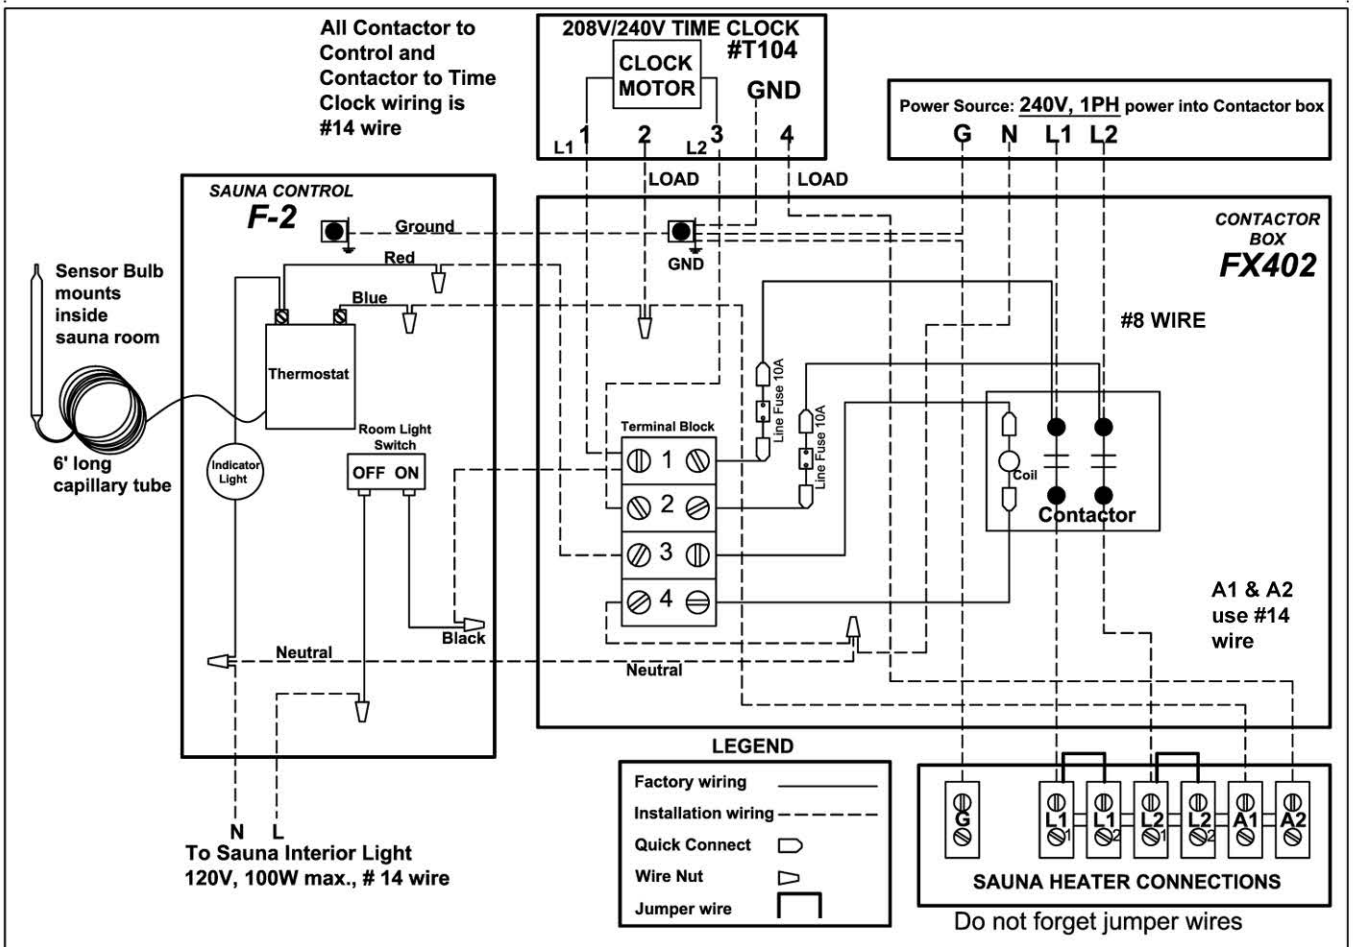 All Contactor to
Control and
Contactor to Time
Clock wiring is
#14 wire
208V/240V TIME CLOCK
#T104
CLOCK
MOTOR
GND
1
2
3
4
L1
L2
LOAD
LOAD
Power Source: 240V, 1PH power into Contactor box
G N L1 L2
SAUNA CONTROL
F-2
Ground
Red
Blue
Sensor Bulb
mounts
inside
sauna room
6' long
capillary tube
Thermostat
Room Light
Switch
OFF ON
Indicator
Light
Black
Neutral
N L
To Sauna Interior Light
120V, 100W max., # 14 wire
CONTACTOR
BOX
FX402
GND
#8 WIRE
Line Fuse 10A
Line Fuse 10A
Terminal Block
1
2
3
4
Coil
Contactor
A1 & A2
use #14
wire
Neutral
LEGEND
Factory wiring
Installation wiring
Quick Connect
Wire Nut
Jumper wire
G L1 L1 L2 L2 A1 A2
1 2 1 2
SAUNA HEATER CONNECTIONS
Do not forget jumper wires